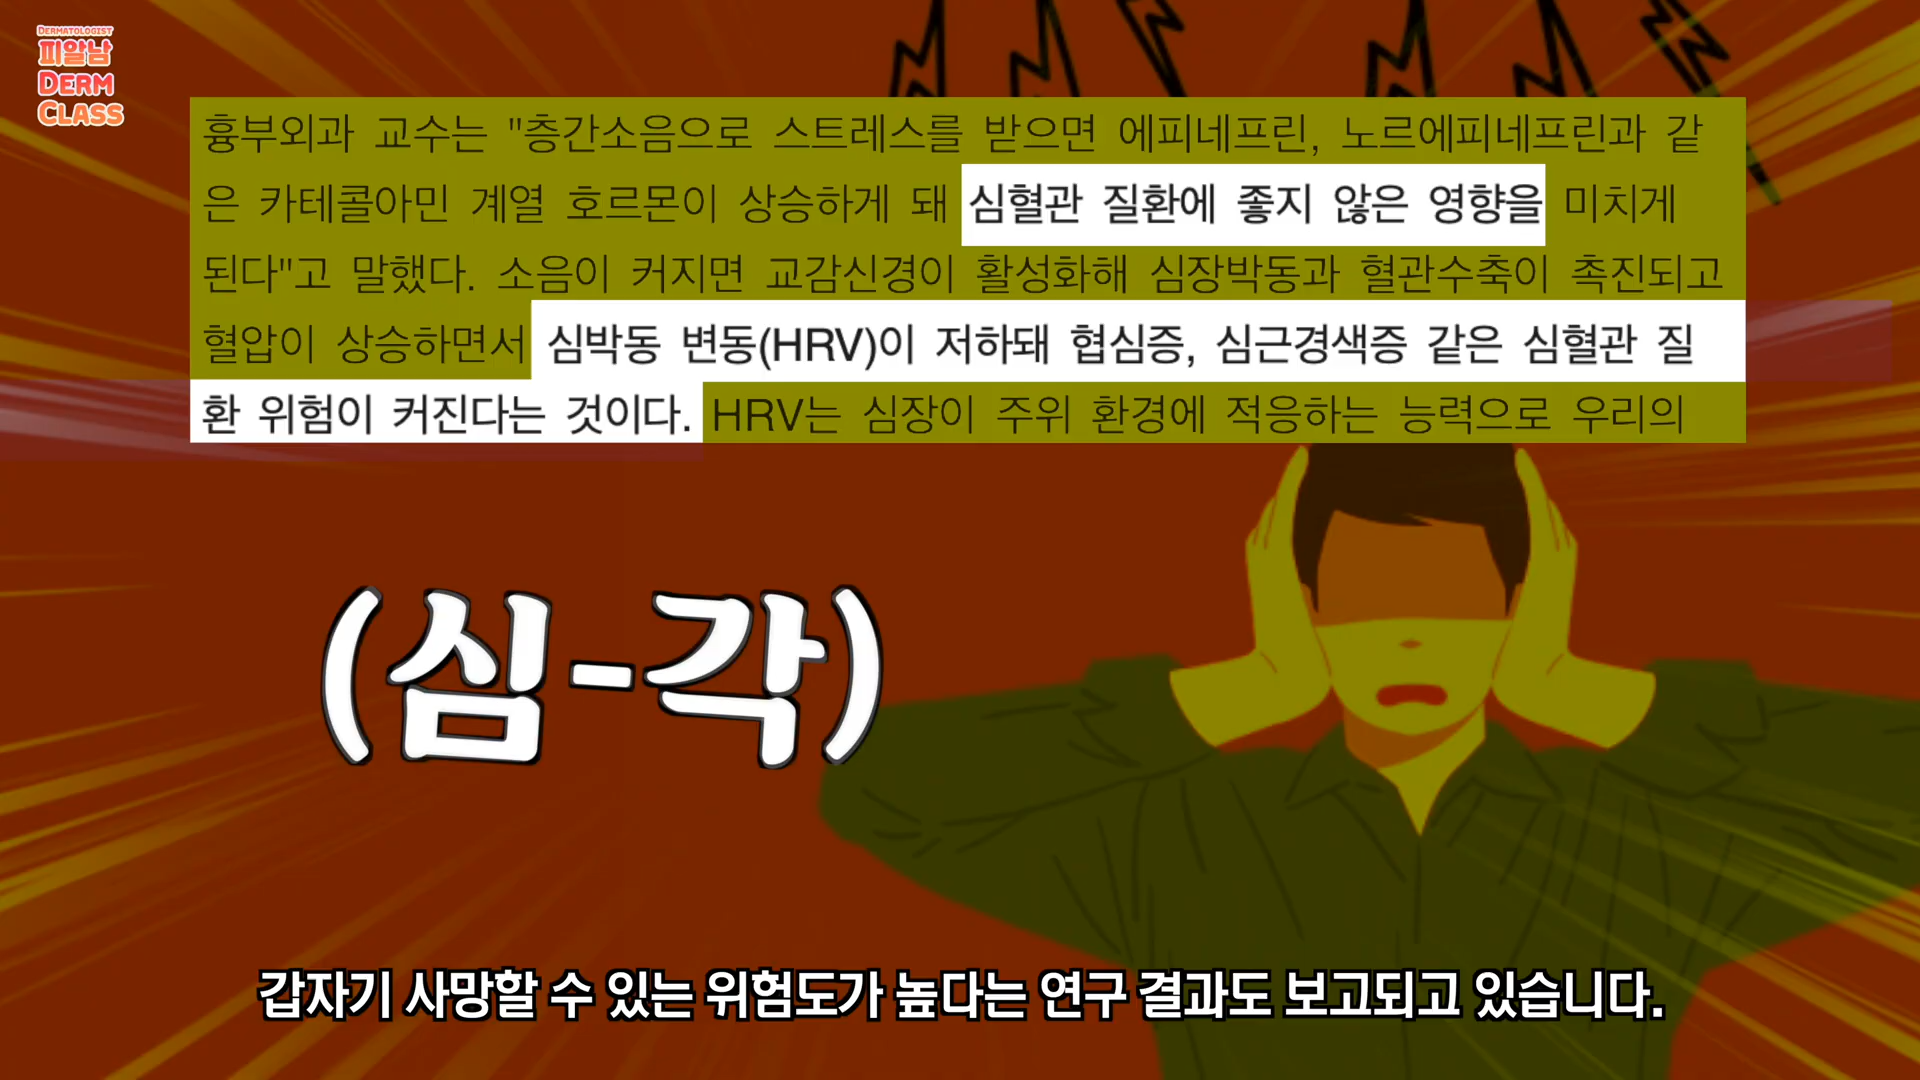 DERMATOLOGIST
피알남
DERM
CLASS
흉부외과 교수는 "층간소음으로 스트레스를 받으면 에피네프린, 노르에피네프린과 같
은 카테콜아민 계열 호르몬이 상승하게 돼 심혈관 질환에 좋지 않은 영향을 미치게
된다"고 말했다. 소음이 커지면 교감신경이 활성화해 심장박동과 혈관수축이 촉진되고
혈압이 상승하면서 심박동 변동(HRV)이 저하돼 협심증, 심근경색증 같은 심혈관 질
환 위험이 커진다는 것이다. HRV는 심장이 주위 환경에 적응하는 능력으로 우리의
(심-각)
갑자기 사망할 수 있는 위험도가 높다는 연구 결과도 보고되고 있습니다.